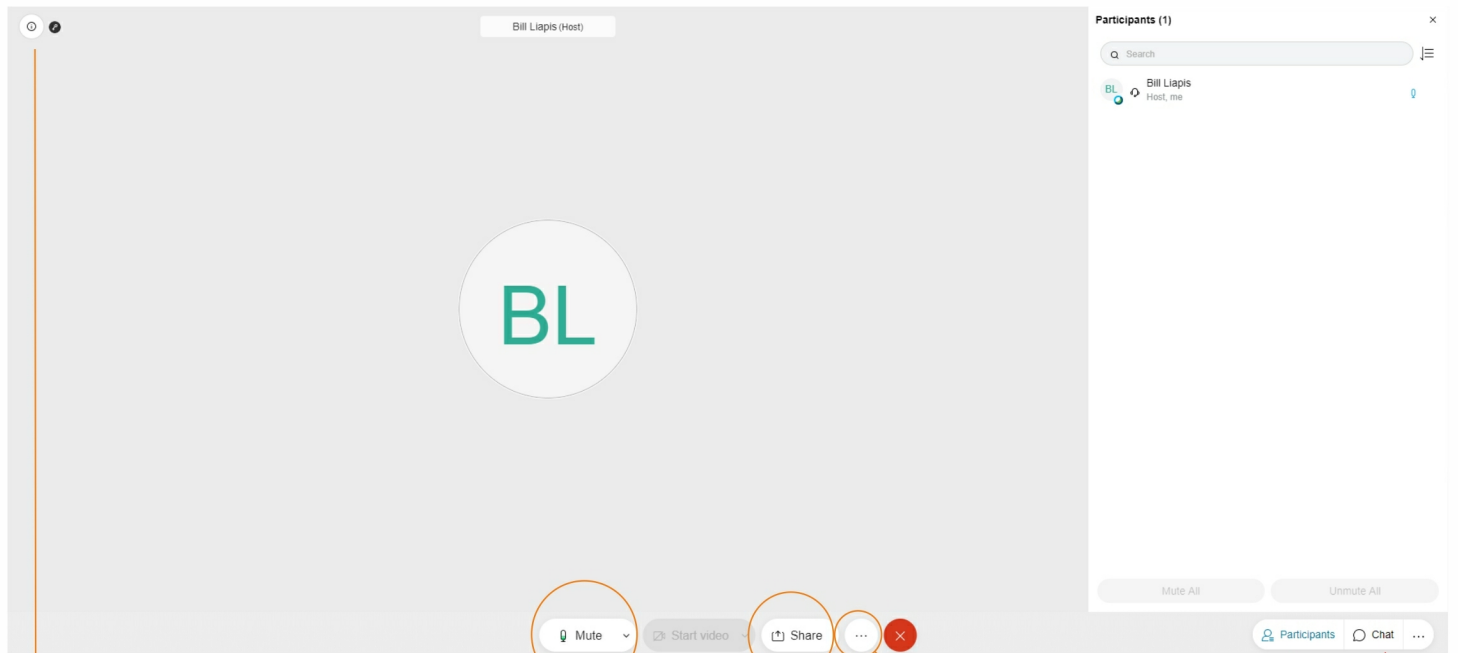 Bill Liapis (Host)
Participants (1)
Search
BL
Bill Liapis
Host, me
BL
Mute All
Unmute All
Mute
Start video
Share
Participants
Chat